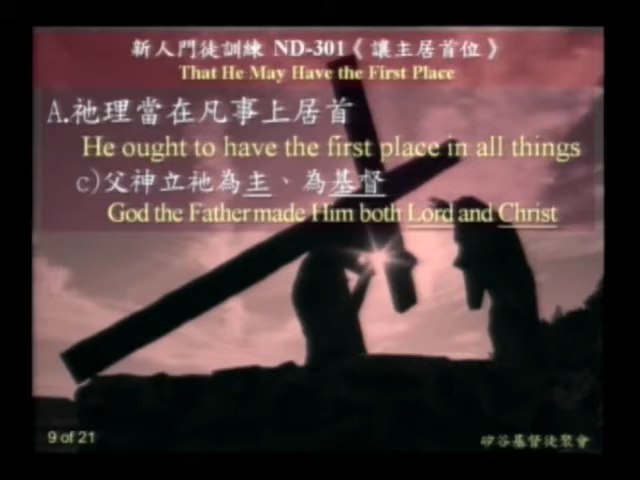 新人門徒訓練 ND-301《讓主居首位》
That He May Have the First Place
A.祂理當在凡事上居首
He ought to have the first place in all things
c)父神立祂為主、為基督
God the Father made Him both Lord and Christ
9 of 21
矽谷基督徒聚會